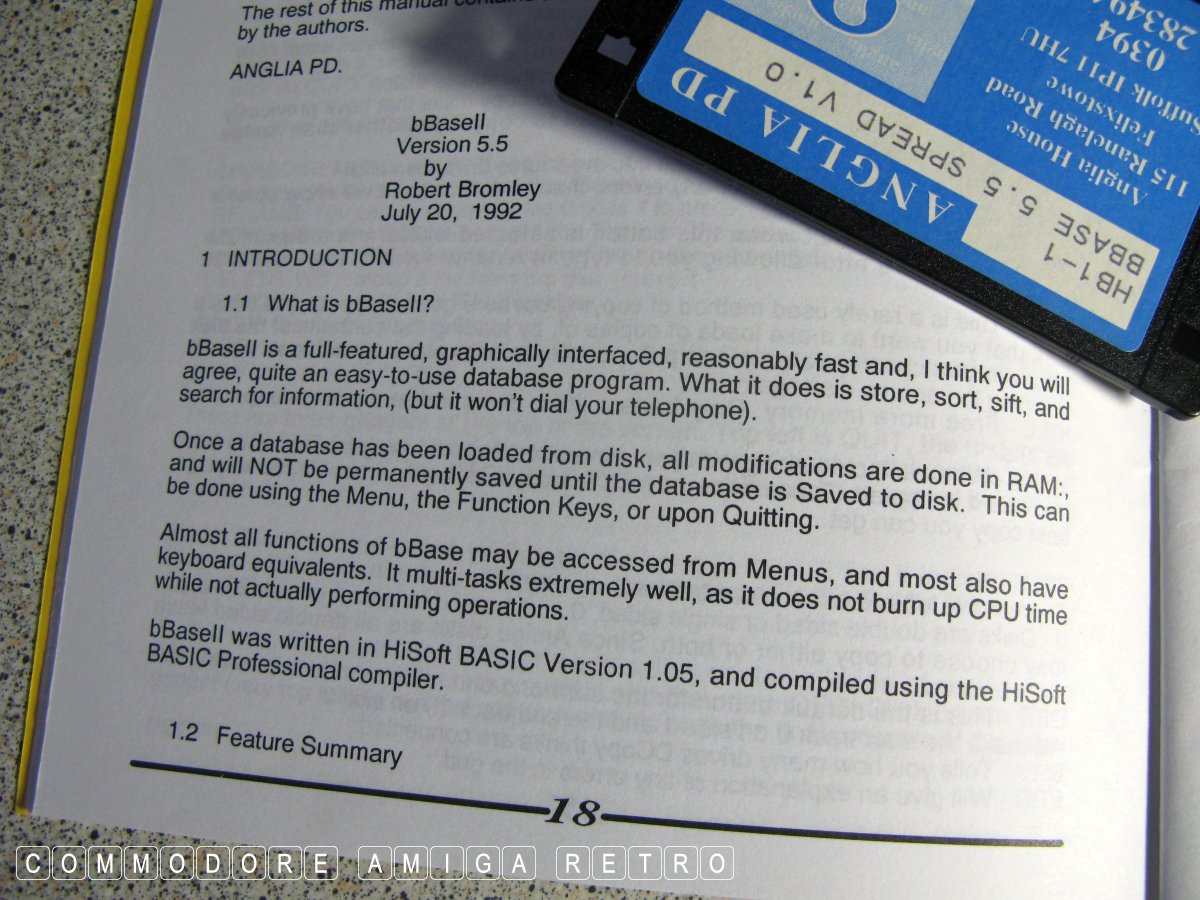 The rest of this manual contains
by the authors.
ANGLIA PD.
bBaseII
Version 5.5
by
Robert Bromley
July 20, 1992
1 INTRODUCTION
1.1 What is bBaseII?
bBaseII is a full-featured, graphically interfaced, reasonably fast and, I think you will
agree, quite an easy-to-use database program. What it does is store, sort, sift, and
search for information, (but it won't dial your telephone).
Once a database has been loaded from disk, all modifications are done in RAM:,
and will NOT be permanently saved until the database is Saved to disk. This can
be done using the Menu, the Function Keys, or upon Quitting.
Almost all functions of bBase may be accessed from Menus, and most also have
keyboard equivalents. It multi-tasks extremely well, as it does not burn up CPU time
while not actually performing operations.
bBaseII was written in HiSoft BASIC Version 1.05, and compiled using the HiSoft
BASIC Professional compiler.
1.2 Feature Summary
18
HB1-1
BBASE 5.5 SPREAD V1.0
ANGLIA PD
Anglia House
115 Ranelagh Road
Felixstowe
Suffolk IP11 7HU
0394
28349
COMMODORE AMIGA RETRO